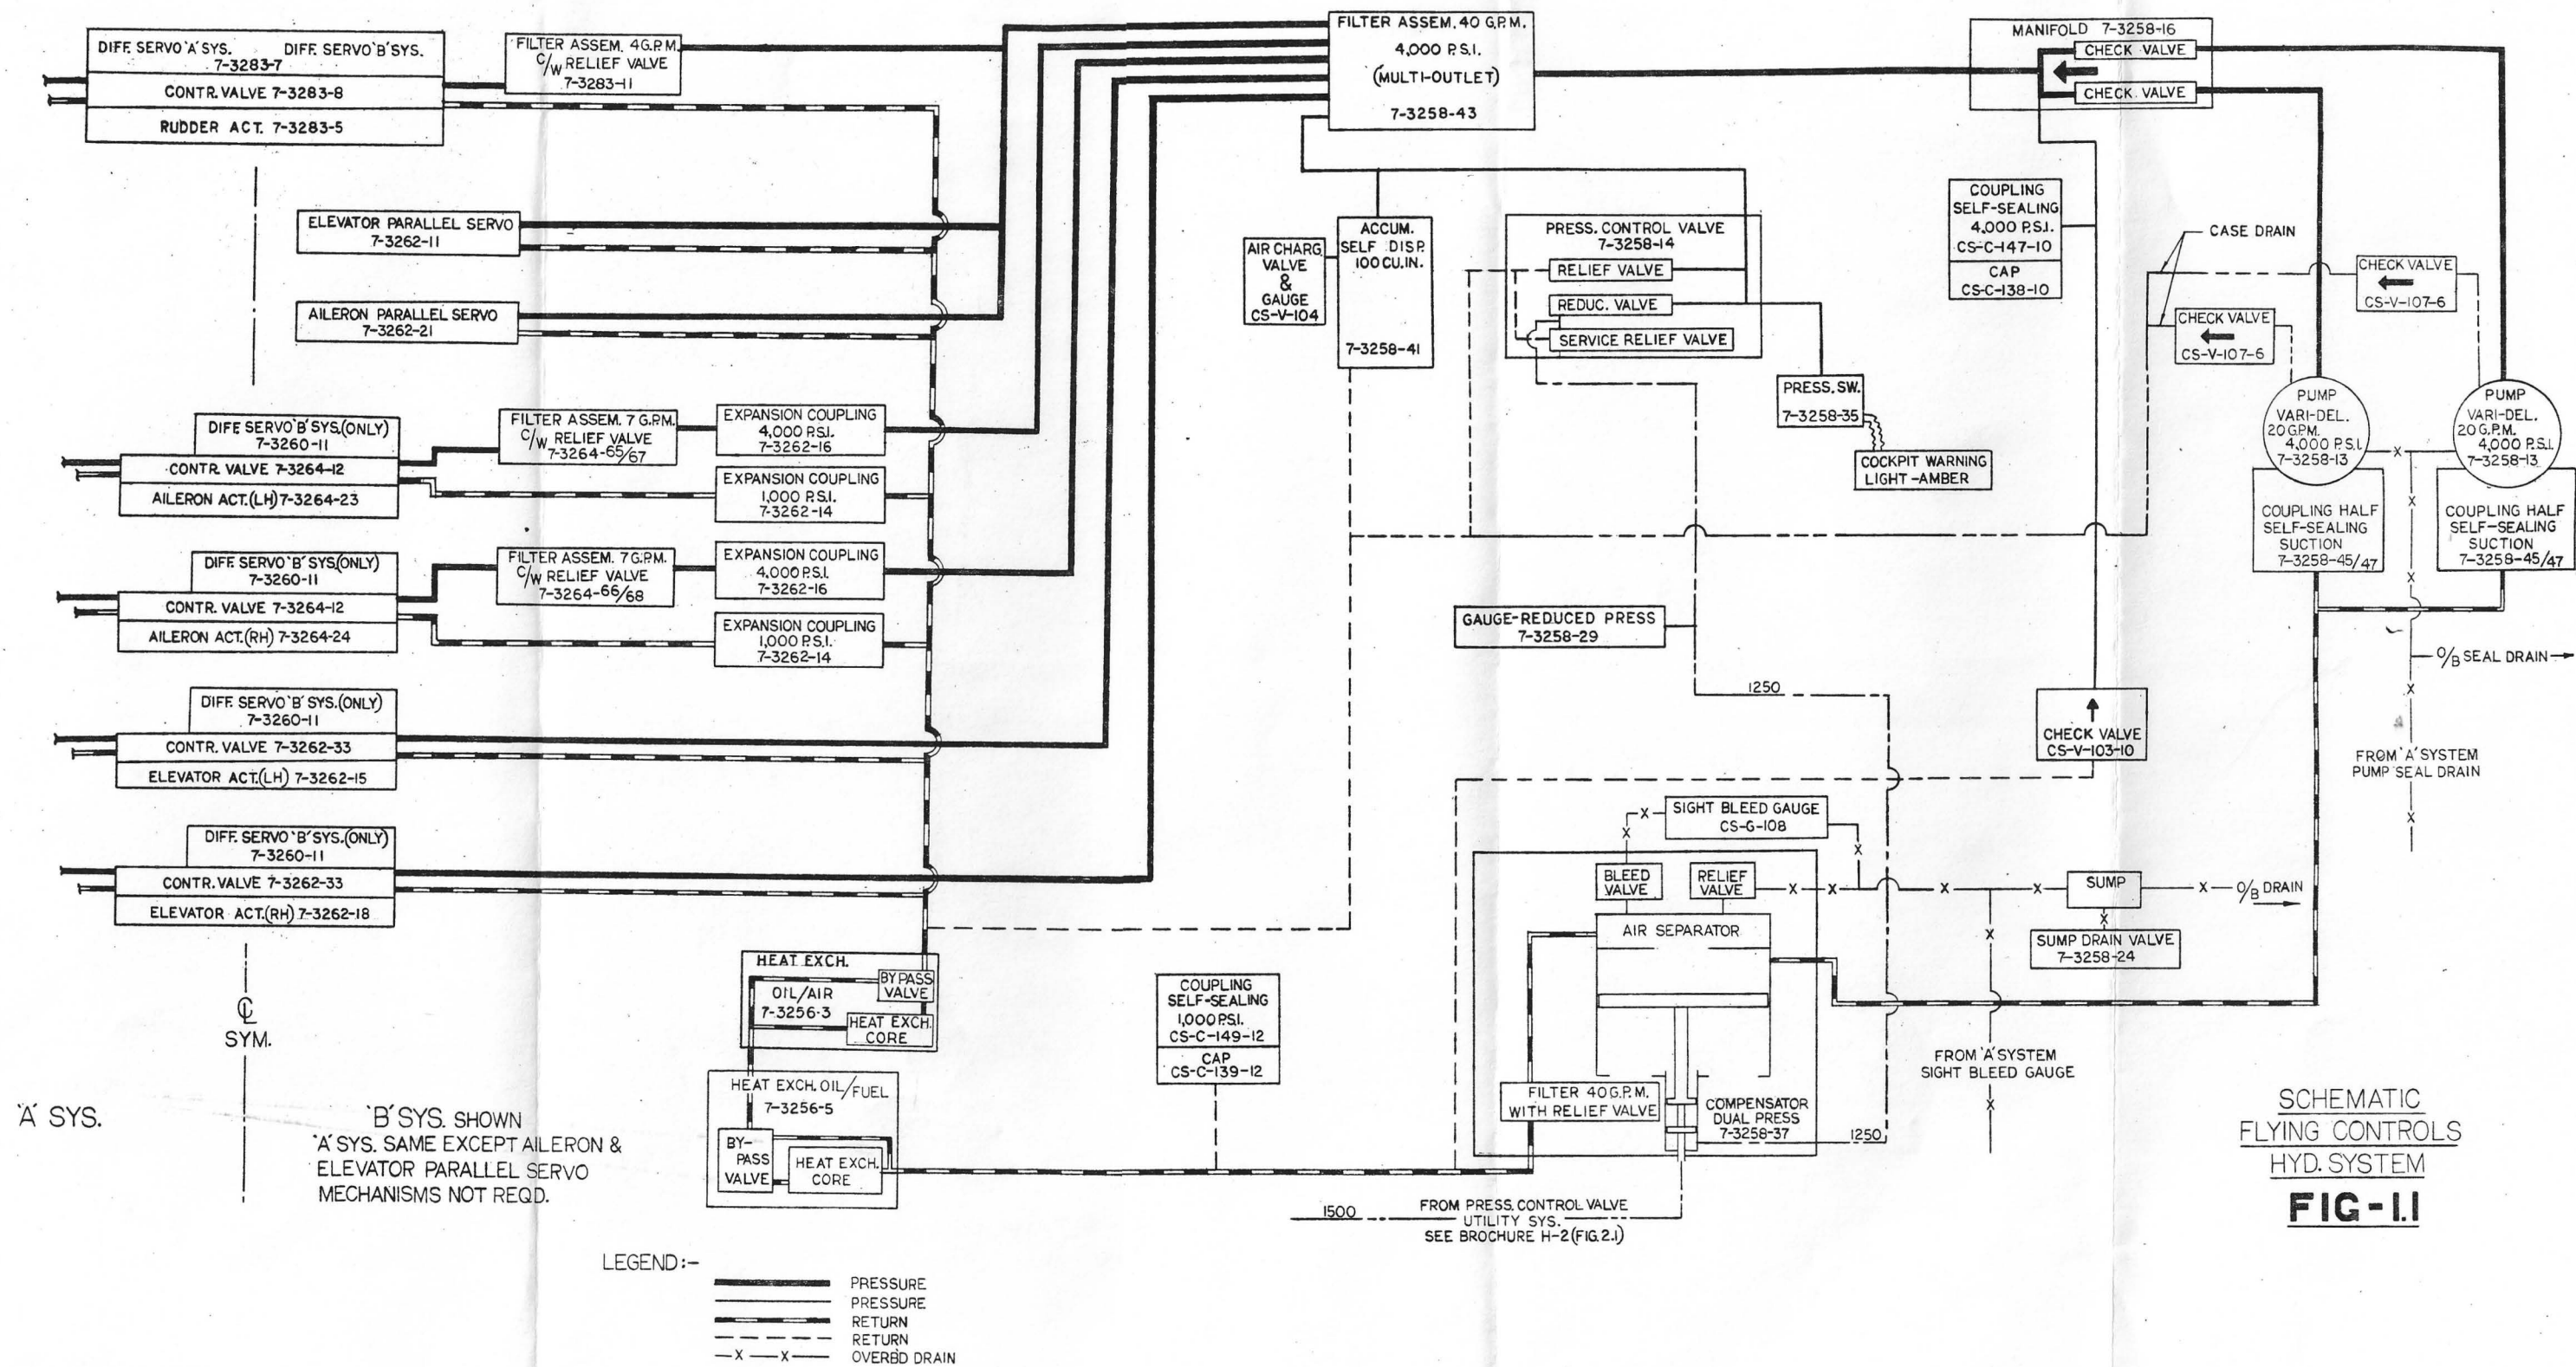 DIFF. SERVO 'A' SYS. DIFF. SERVO 'B' SYS.
7-3283-7
CONTR. VALVE 7-3283-8
RUDDER ACT. 7-3283-5
FILTER ASSEM. 4 G.P.M.
C/W RELIEF VALVE
7-3283-11
ELEVATOR PARALLEL SERVO
7-3262-11
AILERON PARALLEL SERVO
7-3262-21
DIFF. SERVO 'B' SYS. (ONLY)
7-3260-11
CONTR. VALVE 7-3264-12
AILERON ACT. (LH) 7-3264-23
FILTER ASSEM. 7 G.P.M.
C/W RELIEF VALVE
7-3264-65/67
EXPANSION COUPLING
4,000 P.S.I.
7-3262-16
EXPANSION COUPLING
1,000 P.S.I.
7-3262-14
DIFF. SERVO 'B' SYS. (ONLY)
7-3260-11
CONTR. VALVE 7-3264-12
AILERON ACT. (RH) 7-3264-24
FILTER ASSEM. 7 G.P.M.
C/W RELIEF VALVE
7-3264-66/68
EXPANSION COUPLING
4,000 P.S.I.
7-3262-16
EXPANSION COUPLING
1,000 P.S.I.
7-3262-14
DIFF. SERVO 'B' SYS. (ONLY)
7-3260-11
CONTR. VALVE 7-3262-33
ELEVATOR ACT. (LH) 7-3262-15
DIFF. SERVO 'B' SYS. (ONLY)
7-3260-11
CONTR. VALVE 7-3262-33
ELEVATOR ACT. (RH) 7-3262-18
FILTER ASSEM. 40 G.P.M.
4,000 P.S.I.
(MULTI-OUTLET)
7-3258-43
MANIFOLD 7-3258-16
CHECK VALVE
CHECK VALVE
AIR CHARG.
VALVE
&
GAUGE
CS-V-104
ACCUM.
SELF DISP.
100 CU. IN.
7-3258-41
PRESS. CONTROL VALVE
7-3258-14
RELIEF VALVE
REDUC. VALVE
SERVICE RELIEF VALVE
PRESS. SW.
7-3258-35
COCKPIT WARNING
LIGHT - AMBER
COUPLING
SELF-SEALING
4,000 P.S.I.
CS-C-147-10
CAP
CS-C-138-10
CASE DRAIN
CHECK VALVE
CS-V-107-6
CHECK VALVE
CS-V-107-6
PUMP
VARI-DEL.
20 G.P.M.
4,000 P.S.I.
7-3258-13
PUMP
VARI-DEL.
20 G.P.M.
4,000 P.S.I.
7-3258-13
COUPLING HALF
SELF-SEALING
SUCTION
7-3258-45/47
COUPLING HALF
SELF-SEALING
SUCTION
7-3258-45/47
GAUGE-REDUCED PRESS
7-3258-29
1250
O/B SEAL DRAIN
CHECK VALVE
CS-V-103-10
FROM 'A' SYSTEM
PUMP SEAL DRAIN
SIGHT BLEED GAUGE
CS-G-108
BLEED
VALVE
RELIEF
VALVE
AIR SEPARATOR
SUMP
O/B DRAIN
SUMP DRAIN VALVE
7-3258-24
FROM 'A' SYSTEM
SIGHT BLEED GAUGE
FILTER 40 G.P.M.
WITH RELIEF VALVE
COMPENSATOR
DUAL PRESS
7-3258-37
1250
1500
FROM PRESS. CONTROL VALVE
UTILITY SYS.
SEE BROCHURE H-2 (FIG. 2.1)
HEAT EXCH.
OIL/AIR
7-3256-3
BYPASS
VALVE
HEAT EXCH.
CORE
HEAT EXCH. OIL/FUEL
7-3256-5
BY-
PASS
VALVE
HEAT EXCH.
CORE
COUPLING
SELF-SEALING
1,000 P.S.I.
CS-C-149-12
CAP
CS-C-139-12
℄
SYM.
'A' SYS.
'B' SYS. SHOWN
'A' SYS. SAME EXCEPT AILERON &
ELEVATOR PARALLEL SERVO
MECHANISMS NOT REQD.
LEGEND:-
PRESSURE
PRESSURE
RETURN
RETURN
X X OVERBD DRAIN
SCHEMATIC
FLYING CONTROLS
HYD. SYSTEM
FIG-1.1